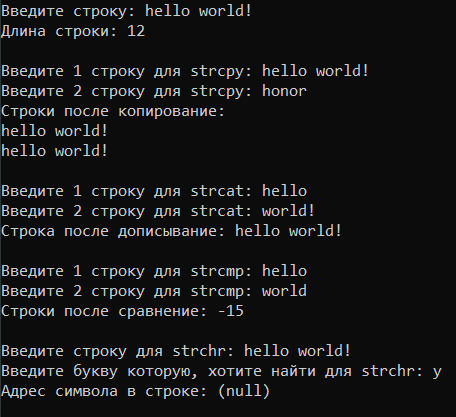 Введите строку: hello world!
Длина строки: 12
Введите 1 строку для strcpy: hello world!
Введите 2 строку для strcpy: honor
Строки после копирование:
hello world!
hello world!
Введите 1 строку для strcat: hello
Введите 2 строку для strcat: world!
Строка после дописывание: hello world!
Введите 1 строку для strcmp: hello
Введите 2 строку для strcmp: world
Строки после сравнение: -15
Введите строку для strchr: hello world!
Введите букву которую, хотите найти для strchr: y
Адрес символа в строке: (null)